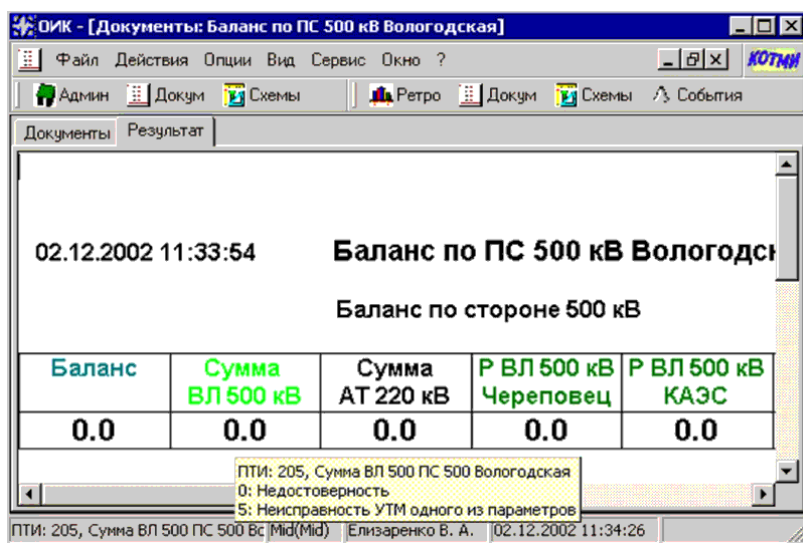 ОИК - [Документы: Баланс по ПС 500 кВ Вологодская]
Файл Действия Опции Вид Сервис Окно ? КОТМИ
Админ Докум Схемы Ретро Докум Схемы События
Документы Результат
02.12.2002 11:33:54 Баланс по ПС 500 кВ Вологодск
Баланс по стороне 500 кВ
Баланс Сумма Сумма Р ВЛ 500 кВ Р ВЛ 500 кВ
ВЛ 500 кВ АТ 220 кВ Череповец КАЭС
0.0 0.0 0.0 0.0 0.0
ПТИ: 205, Сумма ВЛ 500 ПС 500 Вологодская
0: Недостоверность
5: Неисправность УТМ одного из параметров
ПТИ: 205, Сумма ВЛ 500 ПС 500 Вс Mid(Mid) Елизаренко В. А. 02.12.2002 11:34:26